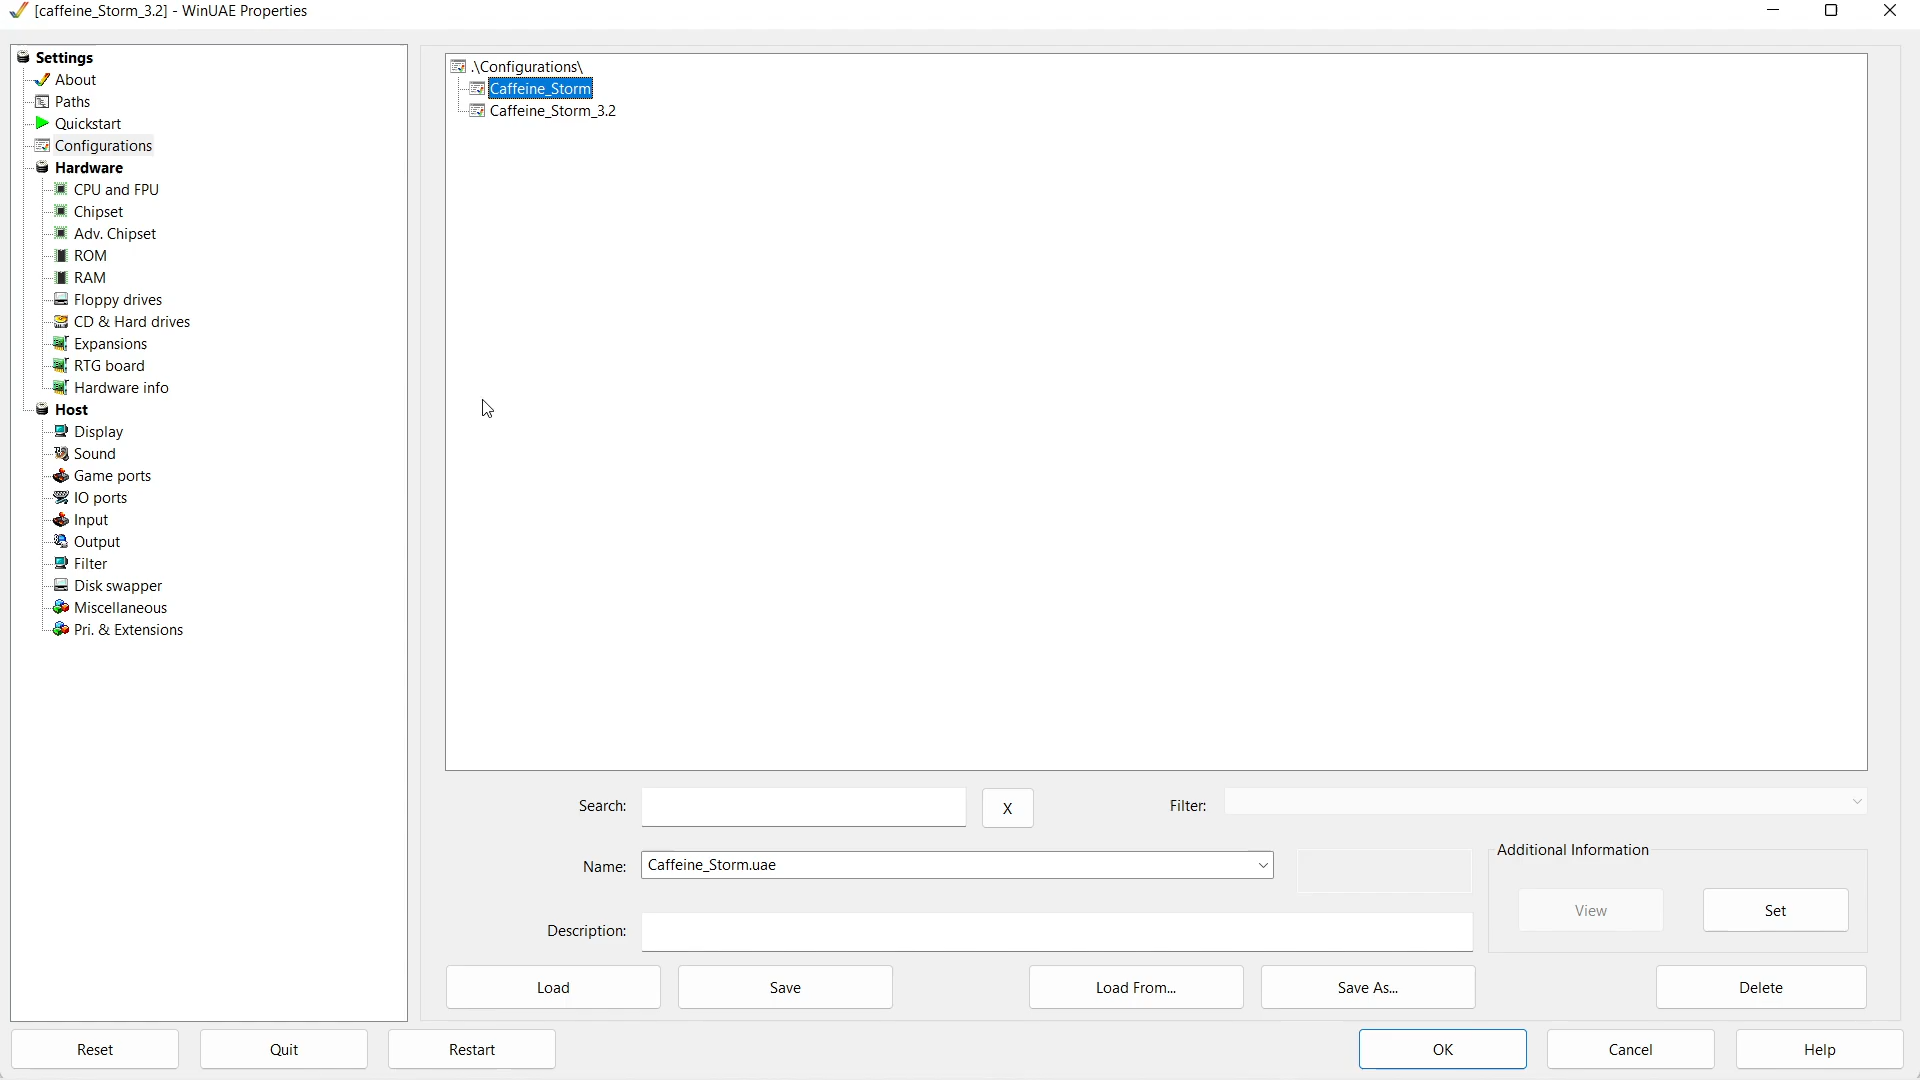 [caffeine_Storm_3.2] - WinUAE Properties
Settings
About
Paths
Quickstart
Configurations
Hardware
CPU and FPU
Chipset
Adv. Chipset
ROM
RAM
Floppy drives
CD & Hard drives
Expansions
RTG board
Hardware info
Host
Display
Sound
Game ports
IO ports
Input
Output
Filter
Disk swapper
Miscellaneous
Pri. & Extensions
.\Configurations\
Caffeine_Storm
Caffeine_Storm_3.2
Search:
X
Filter:
Name:
Caffeine_Storm.uae
Additional Information
View
Set
Description:
Load
Save
Load From...
Save As...
Delete
Reset
Quit
Restart
OK
Cancel
Help